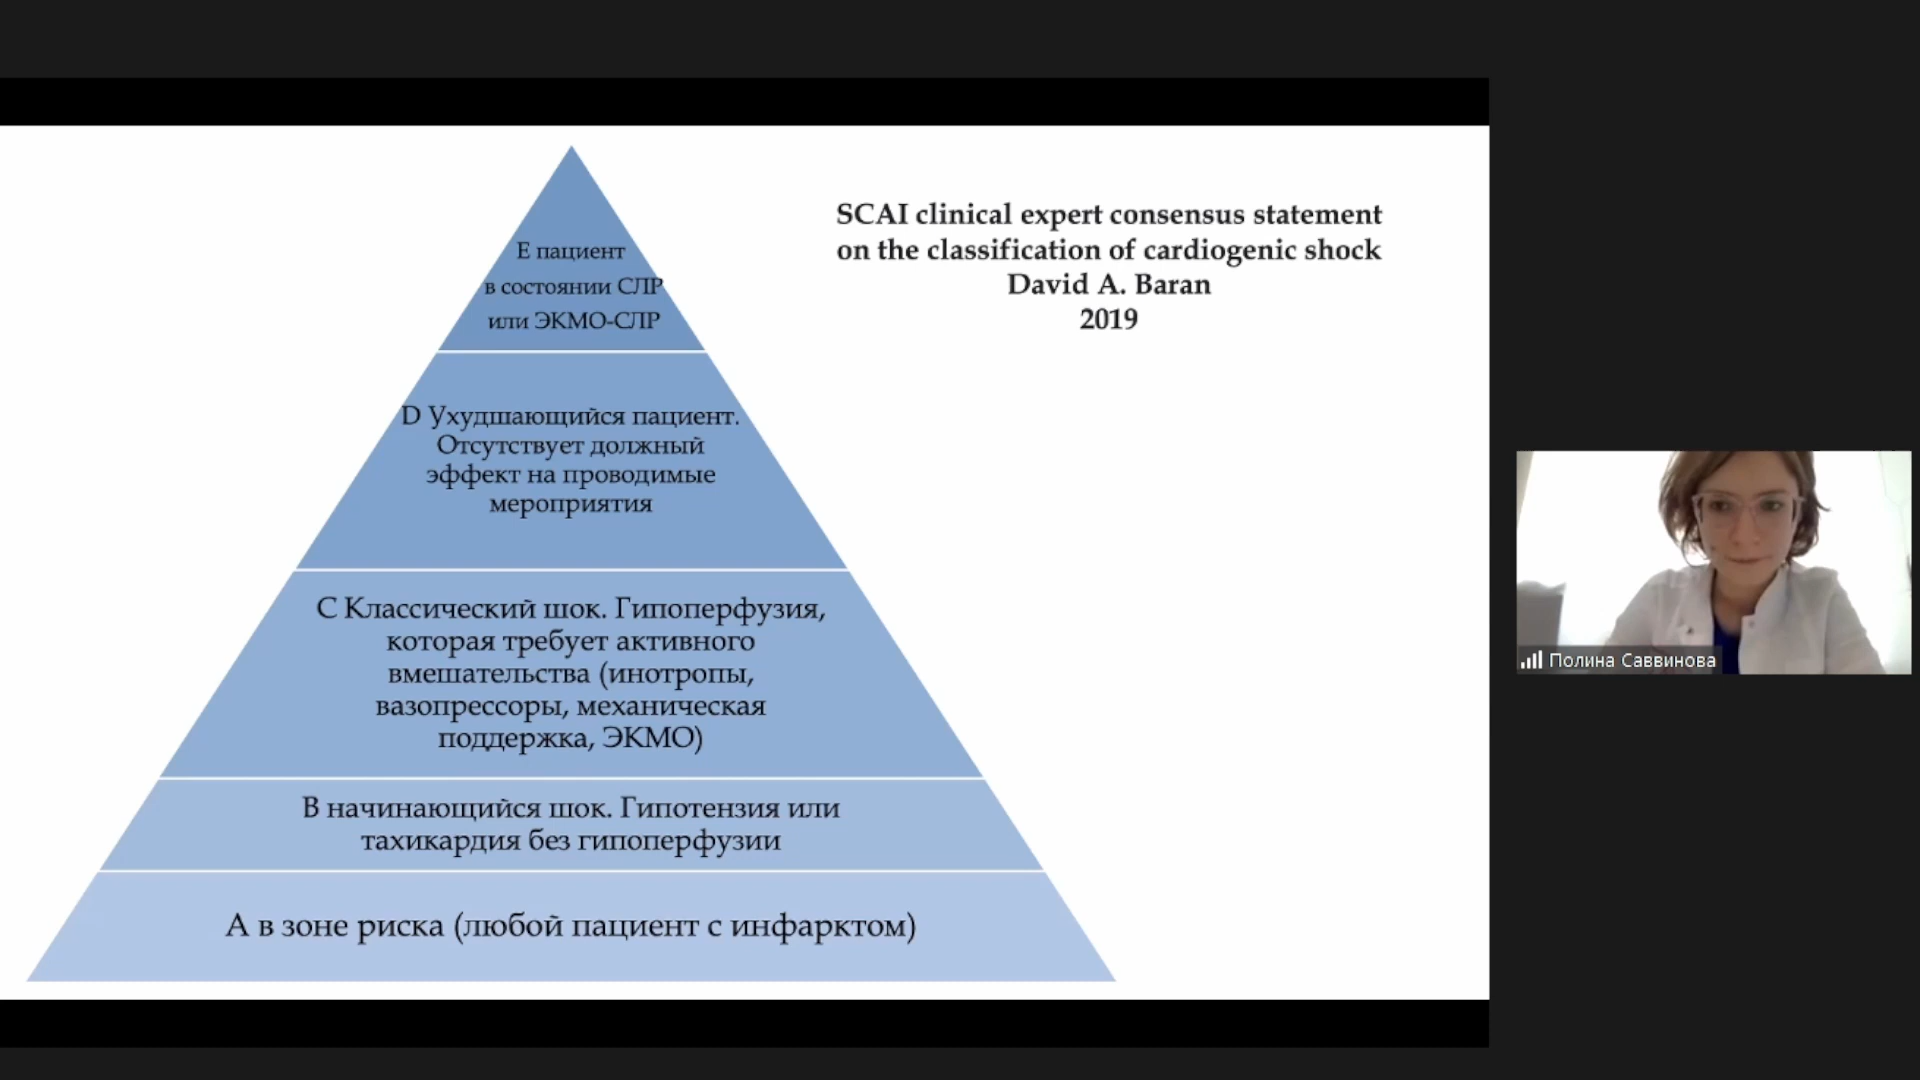 SCAI clinical expert consensus statement
on the classification of cardiogenic shock
David A. Baran
2019
E пациент
в состоянии СЛР
или ЭКМО-СЛР
D Ухудшающийся пациент.
Отсутствует должный
эффект на проводимые
мероприятия
C Классический шок. Гипоперфузия,
которая требует активного
вмешательства (инотропы,
вазопрессоры, механическая
поддержка, ЭКМО)
B начинающийся шок. Гипотензия или
тахикардия без гипоперфузии
A в зоне риска (любой пациент с инфарктом)
Полина Саввинова